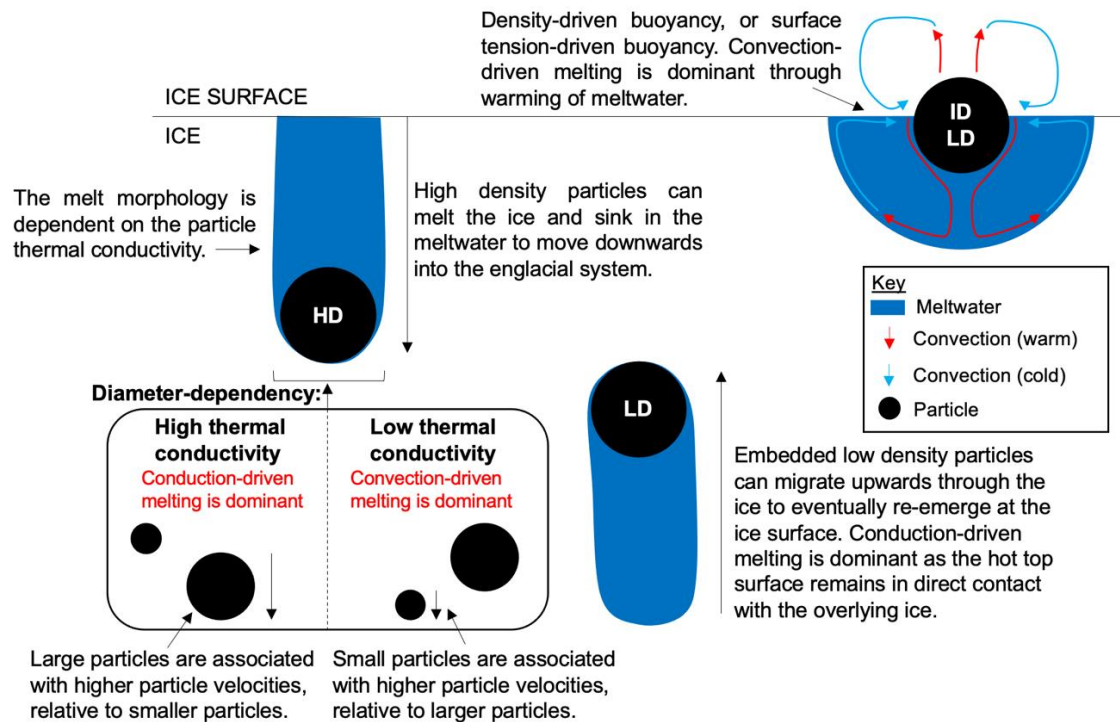 Density-driven buoyancy, or surface
tension-driven buoyancy. Convection-
driven melting is dominant through
warming of meltwater.
ICE SURFACE
ICE
ID
LD
The melt morphology is
dependent on the particle
thermal conductivity.
High density particles can
melt the ice and sink in the
meltwater to move downwards
into the englacial system.
HD
Key
Meltwater
Convection (warm)
Convection (cold)
Particle
Diameter-dependency:
High thermal
conductivity
Conduction-driven
melting is dominant
Low thermal
conductivity
Convection-driven
melting is dominant
LD
Embedded low density particles
can migrate upwards through the
ice to eventually re-emerge at the
ice surface. Conduction-driven
melting is dominant as the hot top
surface remains in direct contact
with the overlying ice.
Large particles are associated
with higher particle velocities,
relative to smaller particles.
Small particles are associated
with higher particle velocities,
relative to larger particles.